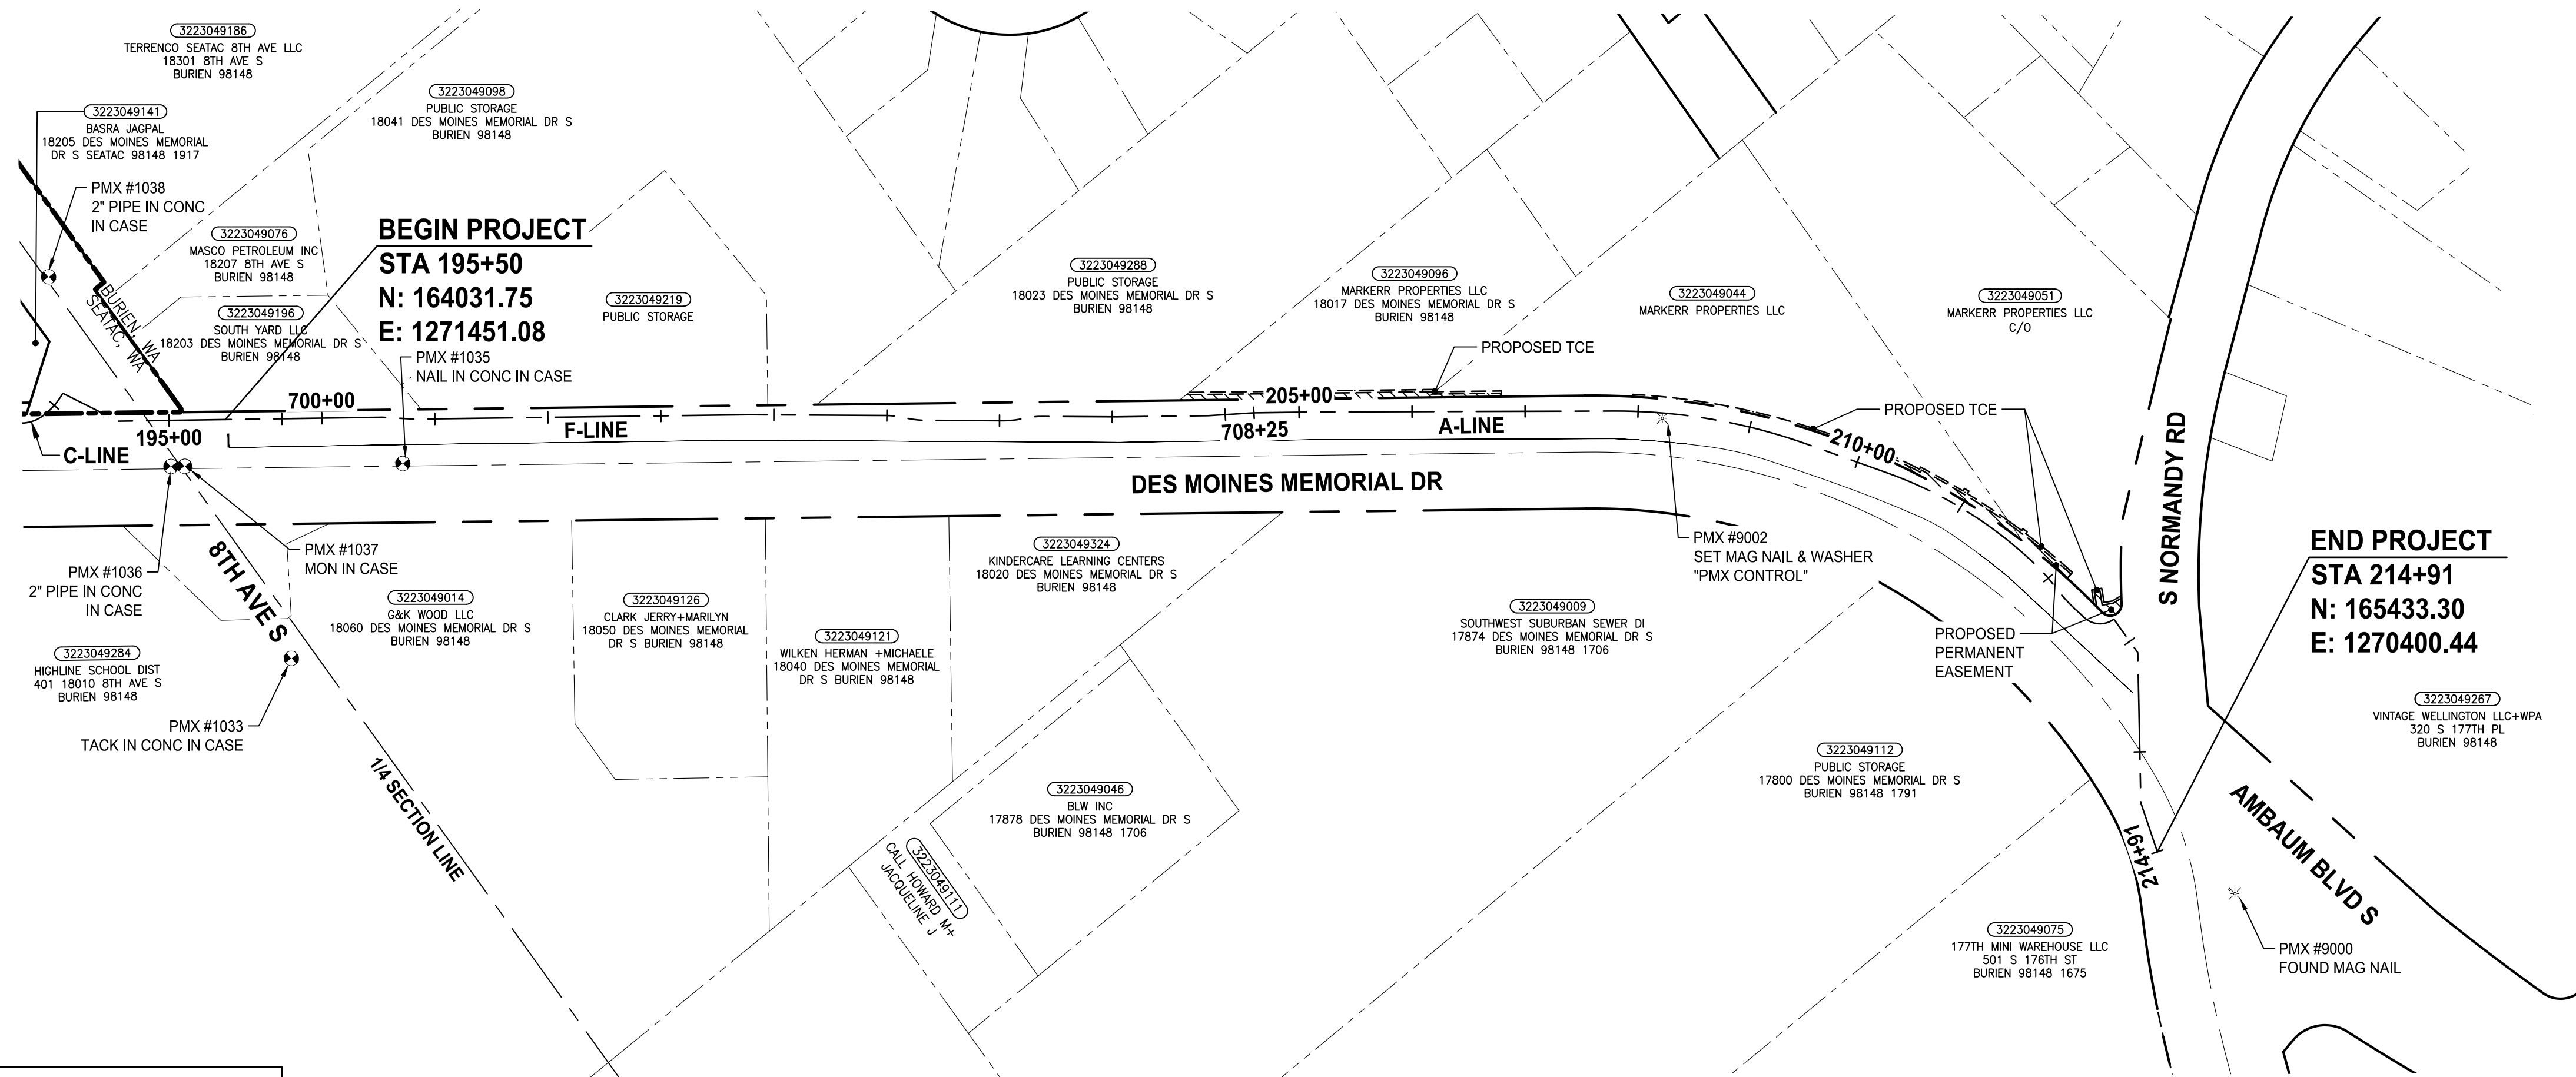 3223049186
TERRENCO SEATAC 8TH AVE LLC
18301 8TH AVE S
BURIEN 98148
3223049141
BASRA JAGPAL
18205 DES MOINES MEMORIAL
DR S SEATAC 98148 1917
PMX #1038
2" PIPE IN CONC
IN CASE
3223049098
PUBLIC STORAGE
18041 DES MOINES MEMORIAL DR S
BURIEN 98148
3223049076
MASCO PETROLEUM INC
18207 8TH AVE S
BURIEN 98148
BURIEN, WA
SEATAC, WA
3223049196
SOUTH YARD LLC
18203 DES MOINES MEMORIAL DR S
BURIEN 98148
BEGIN PROJECT
STA 195+50
N: 164031.75
E: 1271451.08
PMX #1035
NAIL IN CONC IN CASE
3223049219
PUBLIC STORAGE
3223049288
PUBLIC STORAGE
18023 DES MOINES MEMORIAL DR S
BURIEN 98148
3223049096
MARKERR PROPERTIES LLC
18017 DES MOINES MEMORIAL DR S
BURIEN 98148
3223049044
MARKERR PROPERTIES LLC
3223049051
MARKERR PROPERTIES LLC
C/O
PROPOSED TCE
PROPOSED TCE
700+00
205+00
195+00
F-LINE
708+25
A-LINE
210+00
C-LINE
DES MOINES MEMORIAL DR
S NORMANDY RD
8TH AVE S
PMX #1037
MON IN CASE
PMX #1036
2" PIPE IN CONC
IN CASE
3223049284
HIGHLINE SCHOOL DIST
401 18010 8TH AVE S
BURIEN 98148
PMX #1033
TACK IN CONC IN CASE
1/4 SECTION LINE
3223049014
G&K WOOD LLC
18060 DES MOINES MEMORIAL DR S
BURIEN 98148
3223049126
CLARK JERRY+MARILYN
18050 DES MOINES MEMORIAL
DR S BURIEN 98148
3223049121
WILKEN HERMAN +MICHAELE
18040 DES MOINES MEMORIAL
DR S BURIEN 98148
3223049324
KINDERCARE LEARNING CENTERS
18020 DES MOINES MEMORIAL DR S
BURIEN 98148
3223049046
BLW INC
17878 DES MOINES MEMORIAL DR S
BURIEN 98148 1706
3223049111
CALL HOWARD M+
JACQUELINE J
3223049009
SOUTHWEST SUBURBAN SEWER DI
17874 DES MOINES MEMORIAL DR S
BURIEN 98148 1706
PMX #9002
SET MAG NAIL & WASHER
"PMX CONTROL"
PROPOSED
PERMANENT
EASEMENT
3223049112
PUBLIC STORAGE
17800 DES MOINES MEMORIAL DR S
BURIEN 98148 1791
END PROJECT
STA 214+91
N: 165433.30
E: 1270400.44
3223049267
VINTAGE WELLINGTON LLC+WPA
320 S 177TH PL
BURIEN 98148
214+91
AMBAUM BLVD S
3223049075
177TH MINI WAREHOUSE LLC
501 S 176TH ST
BURIEN 98148 1675
PMX #9000
FOUND MAG NAIL